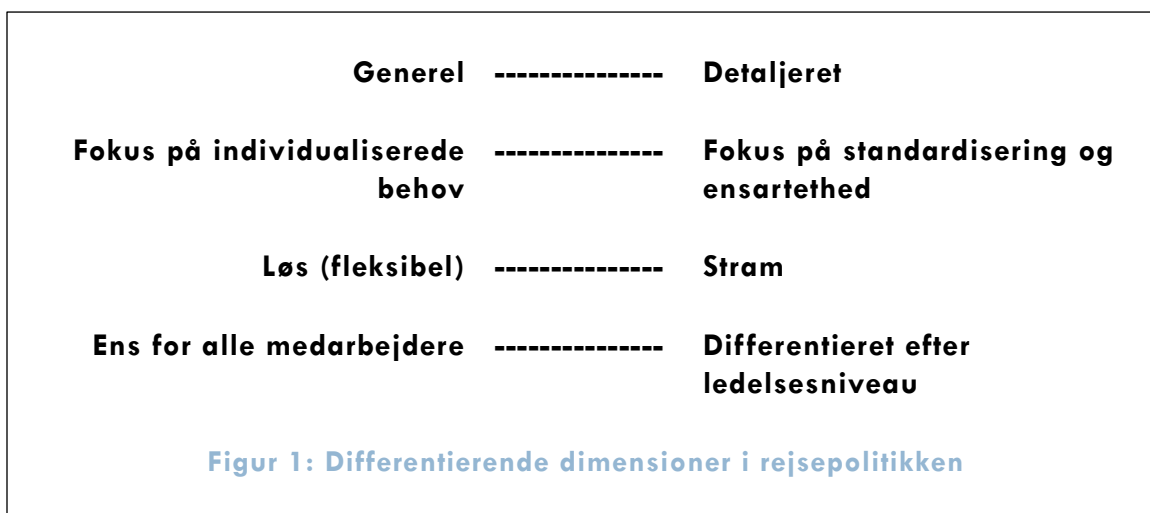 Generel --------------- Detaljeret
Fokus på individualiserede --------------- Fokus på standardisering og
behov ensartethed
Løs (fleksibel) --------------- Stram
Ens for alle medarbejdere --------------- Differentieret efter
ledelsesniveau
Figur 1: Differentierende dimensioner i rejsepolitikken